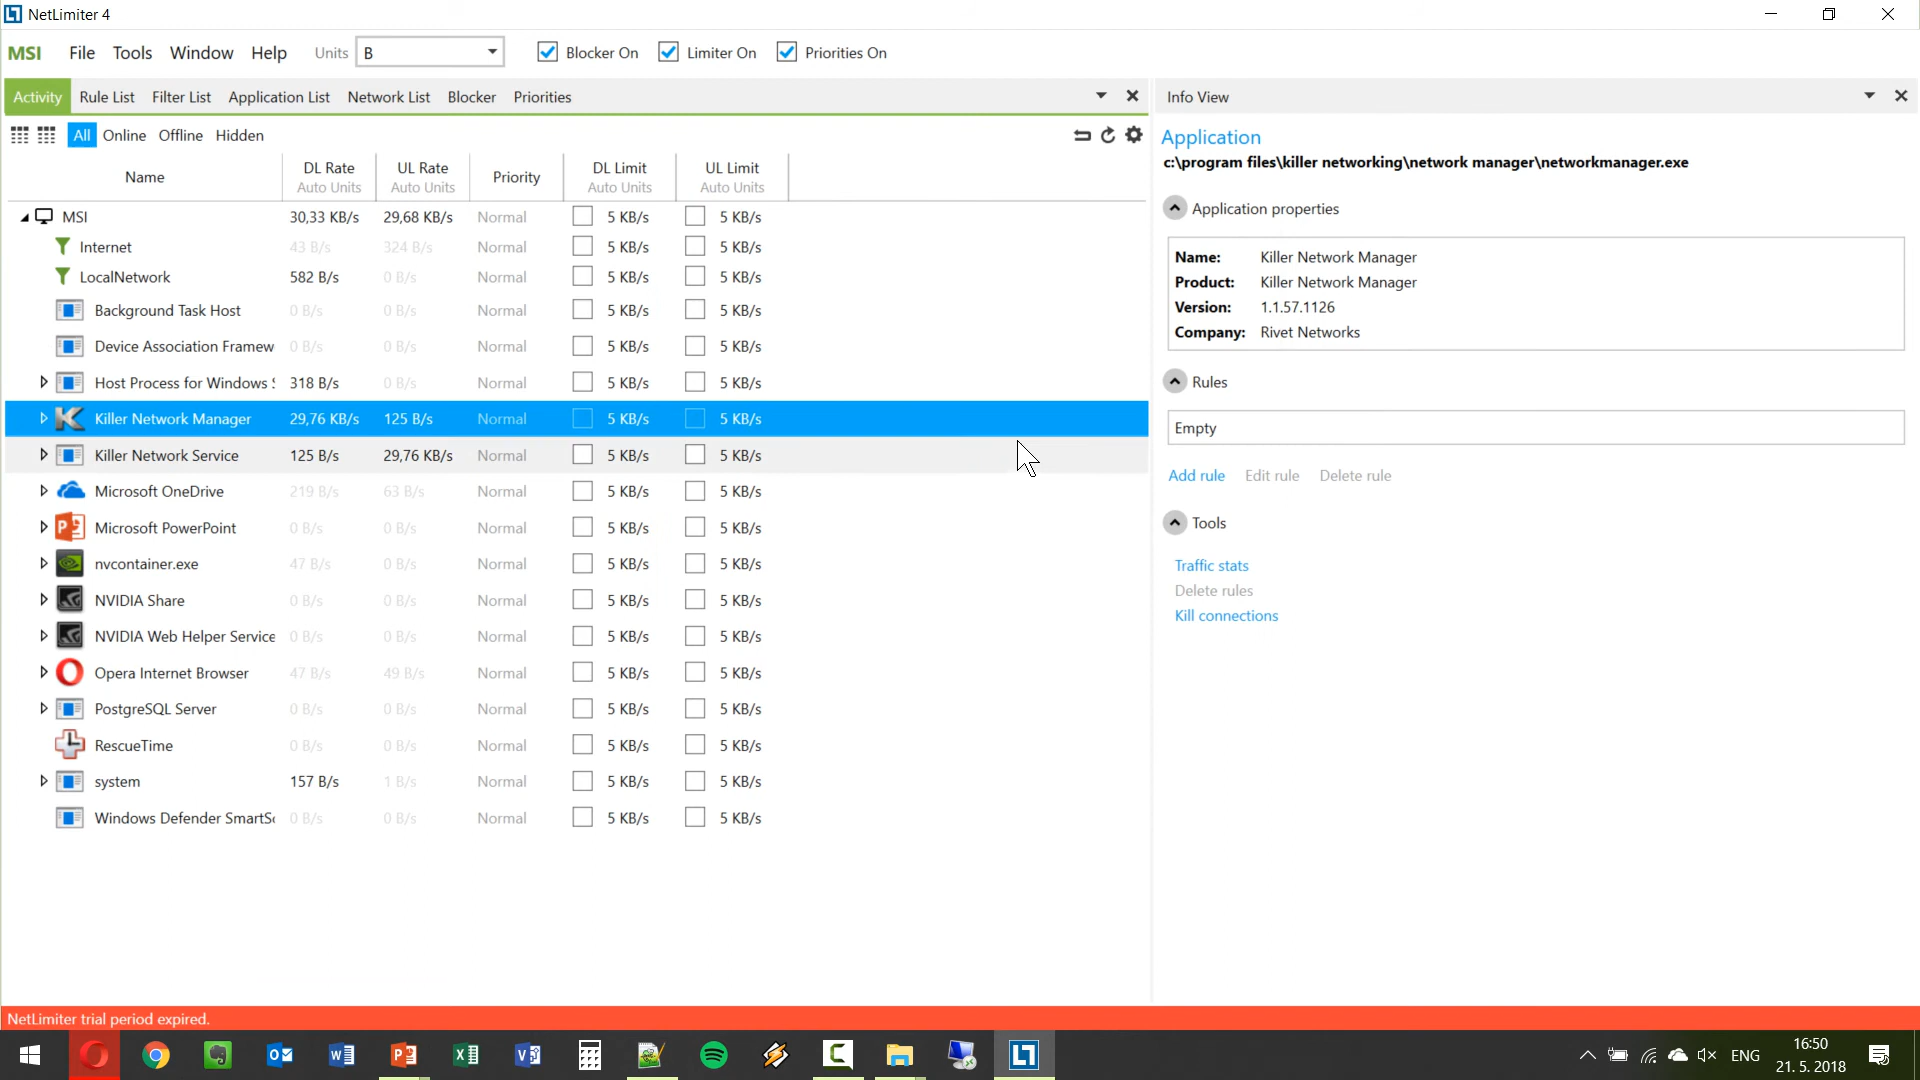 NetLimiter 4
MSI File Tools Window Help Units B Blocker On Limiter On Priorities On
Activity Rule List Filter List Application List Network List Blocker Priorities
All Online Offline Hidden
Name DL Rate Auto Units UL Rate Auto Units Priority DL Limit Auto Units UL Limit Auto Units
MSI 30,33 KB/s 29,68 KB/s Normal 5 KB/s 5 KB/s
Internet 43 B/s 324 B/s Normal 5 KB/s 5 KB/s
LocalNetwork 582 B/s 0 B/s Normal 5 KB/s 5 KB/s
Background Task Host 0 B/s 0 B/s Normal 5 KB/s 5 KB/s
Device Association Framew 0 B/s 0 B/s Normal 5 KB/s 5 KB/s
Host Process for Windows S 318 B/s 0 B/s Normal 5 KB/s 5 KB/s
Killer Network Manager 29,76 KB/s 125 B/s Normal 5 KB/s 5 KB/s
Killer Network Service 125 B/s 29,76 KB/s Normal 5 KB/s 5 KB/s
Microsoft OneDrive 219 B/s 63 B/s Normal 5 KB/s 5 KB/s
Microsoft PowerPoint 0 B/s 0 B/s Normal 5 KB/s 5 KB/s
nvcontainer.exe 47 B/s 0 B/s Normal 5 KB/s 5 KB/s
NVIDIA Share 0 B/s 0 B/s Normal 5 KB/s 5 KB/s
NVIDIA Web Helper Service 0 B/s 0 B/s Normal 5 KB/s 5 KB/s
Opera Internet Browser 47 B/s 49 B/s Normal 5 KB/s 5 KB/s
PostgreSQL Server 0 B/s 0 B/s Normal 5 KB/s 5 KB/s
RescueTime 0 B/s 0 B/s Normal 5 KB/s 5 KB/s
system 157 B/s 1 B/s Normal 5 KB/s 5 KB/s
Windows Defender SmartSc 0 B/s 0 B/s Normal 5 KB/s 5 KB/s
Info View
Application
c:\program files\killer networking\network manager\networkmanager.exe
Application properties
Name: Killer Network Manager
Product: Killer Network Manager
Version: 1.1.57.1126
Company: Rivet Networks
Rules
Empty
Add rule Edit rule Delete rule
Tools
Traffic stats
Delete rules
Kill connections
NetLimiter trial period expired.
ENG
16:50
21. 5. 2018